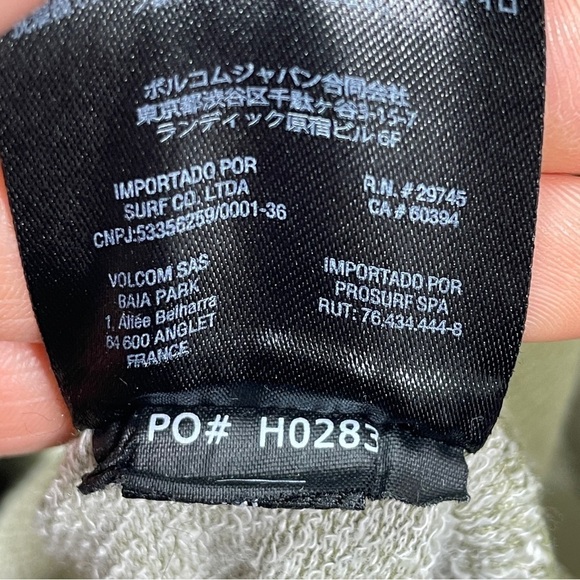 ボルコムジャパン合同会社
東京都渋谷区千駄ヶ谷3-15-7
ランディック原宿ビル 6F
IMPORTADO POR
SURF CO. LTDA
CNPJ:53356259/0001-36
R.N. # 29745
CA # 60394
VOLCOM SAS
BAIA PARK
1, Allée Belharra
64 600 ANGLET
FRANCE
IMPORTADO POR
PROSURF SPA
RUT: 76.434.444-8
PO# H0283